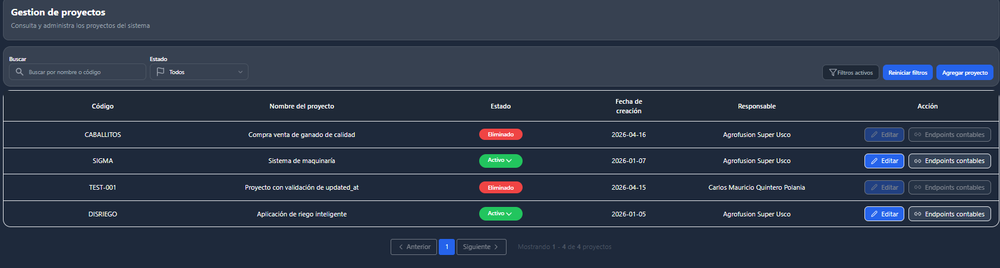 Gestion de proyectos
Consulta y administra los proyectos del sistema
Buscar
Estado
Buscar por nombre o código
Todos
Filtros activos
Reiniciar filtros
Agregar proyecto
Código
Nombre del proyecto
Estado
Fecha de
creación
Responsable
Acción
CABALLITOS
Compra venta de ganado de calidad
Eliminado
2026-04-16
Agrofusion Super Usco
Editar
Endpoints contables
SIGMA
Sistema de maquinaría
Activo
2026-01-07
Agrofusion Super Usco
Editar
Endpoints contables
TEST-001
Proyecto con validación de updated_at
Eliminado
2026-04-15
Carlos Mauricio Quintero Polania
Editar
Endpoints contables
DISRIEGO
Aplicación de riego inteligente
Activo
2026-01-05
Agrofusion Super Usco
Editar
Endpoints contables
Anterior
1
Siguiente
Mostrando 1 - 4 de 4 proyectos